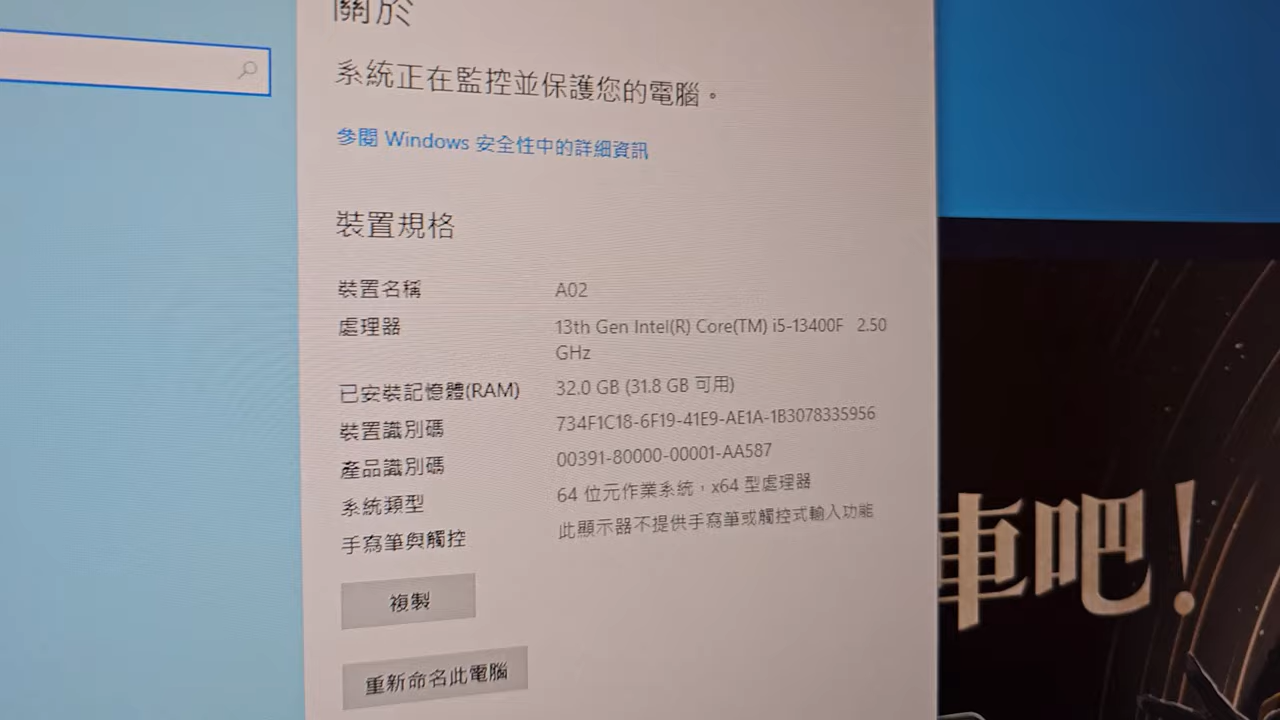 關於
系統正在監控並保護您的電腦。
參閱 Windows 安全性中的詳細資訊
裝置規格
裝置名稱 A02
處理器 13th Gen Intel(R) Core(TM) i5-13400F 2.50
GHz
已安裝記憶體(RAM) 32.0 GB (31.8 GB 可用)
裝置識別碼 734F1C18-6F19-41E9-AE1A-1B3078335956
產品識別碼 00391-80000-00001-AA587
系統類型 64 位元作業系統，x64 型處理器
手寫筆與觸控 此顯示器不提供手寫筆或觸控式輸入功能
複製
重新命名此電腦
車吧！